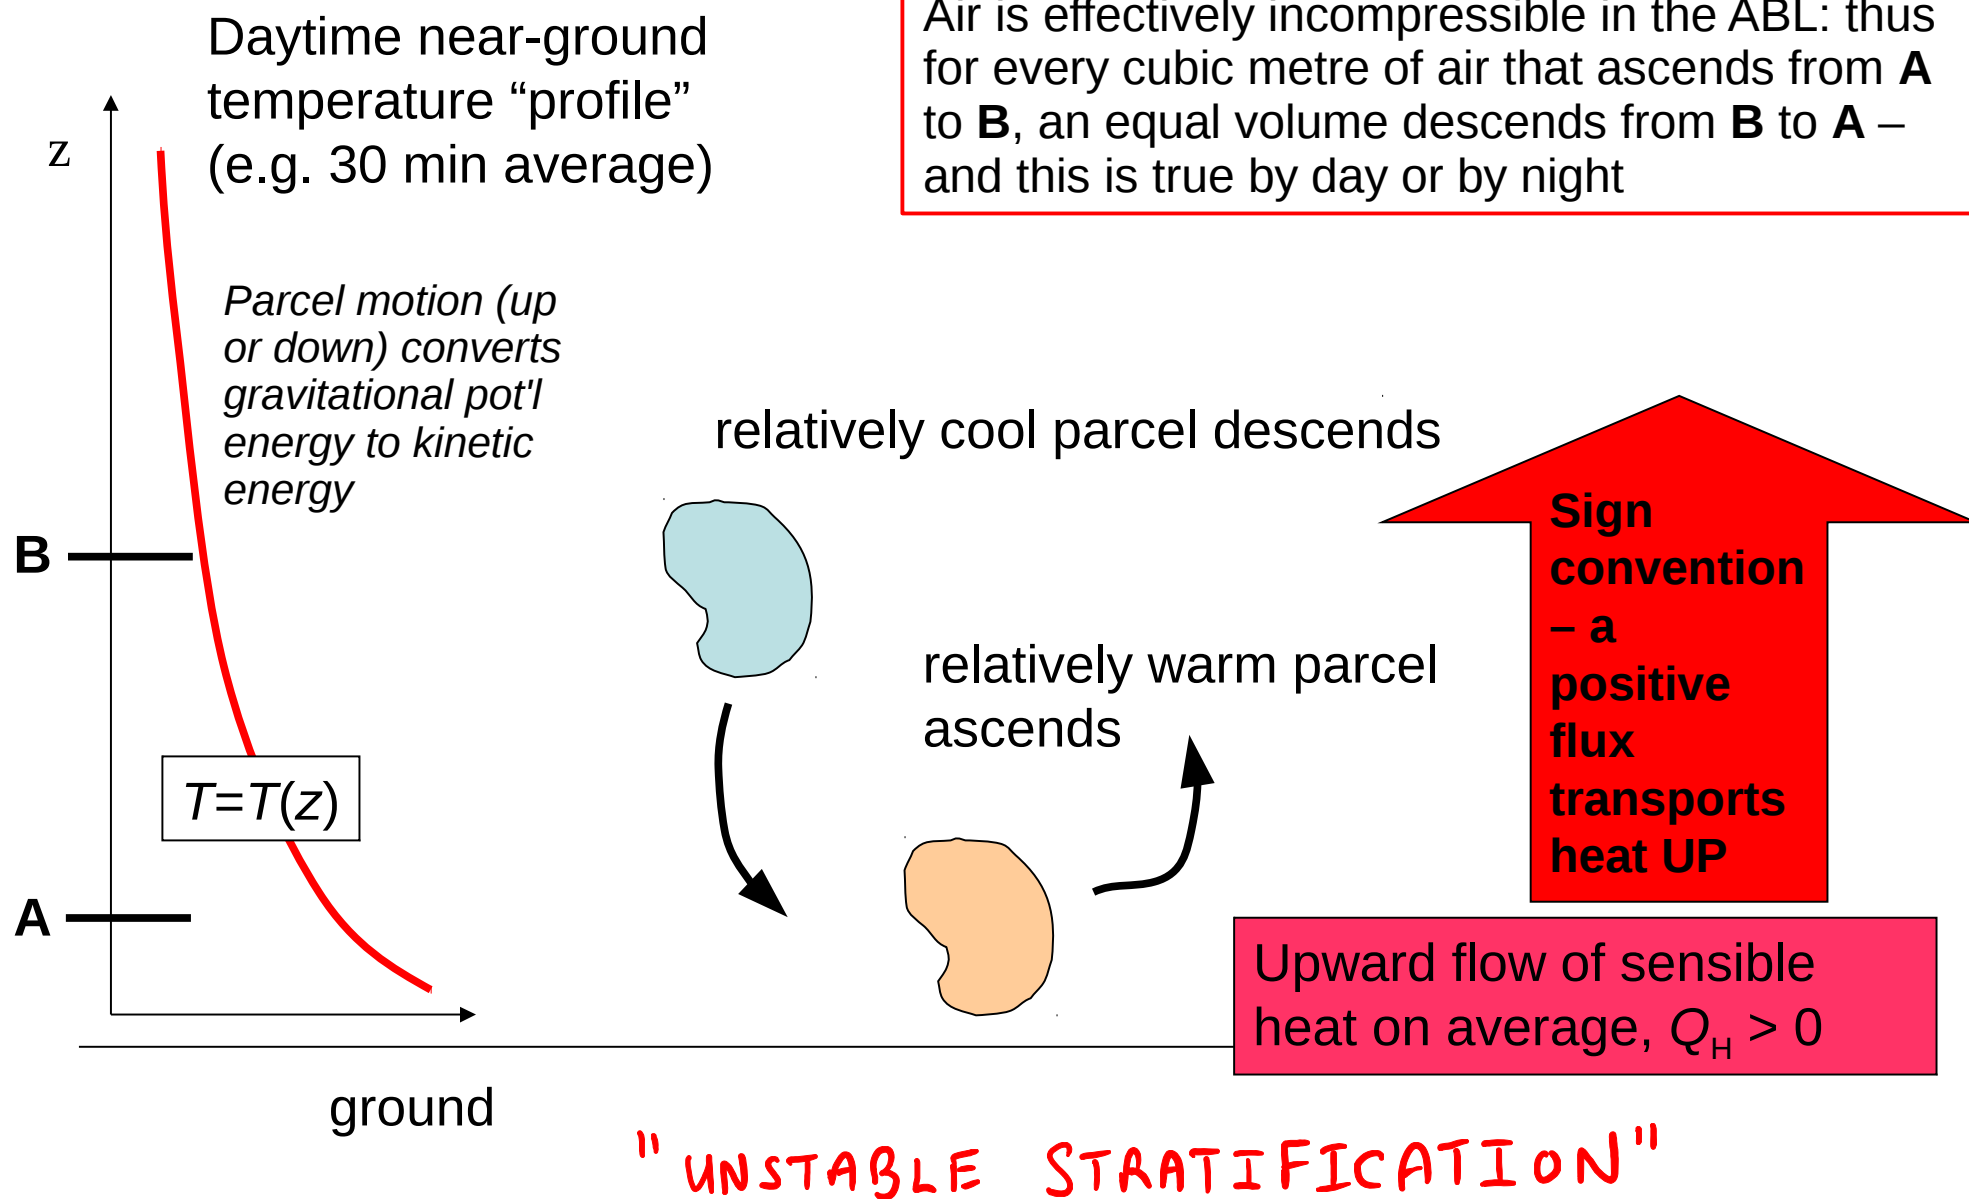 Daytime near-ground
temperature “profile”
(e.g. 30 min average)
Air is effectively incompressible in the ABL: thus
for every cubic metre of air that ascends from A
to B, an equal volume descends from B to A –
and this is true by day or by night
z
Parcel motion (up
or down) converts
gravitational pot'l
energy to kinetic
energy
relatively cool parcel descends
B
relatively warm parcel
ascends
Sign
convention
– a
positive
flux
transports
heat UP
T=T(z)
A
Upward flow of sensible
heat on average, QH > 0
ground
"UNSTABLE STRATIFICATION"